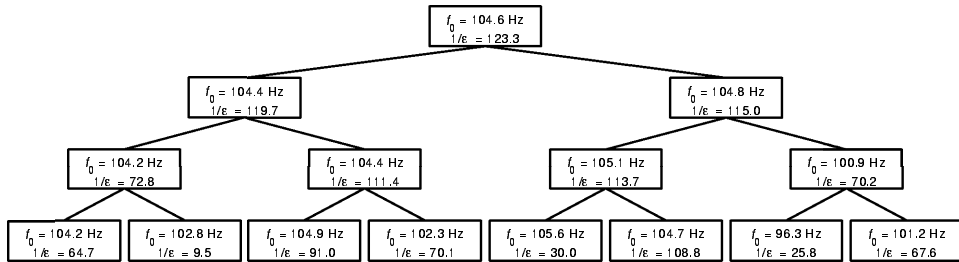 f₀ = 104.6 Hz
1/ε = 123.3
f₀ = 104.4 Hz
1/ε = 119.7
f₀ = 104.8 Hz
1/ε = 115.0
f₀ = 104.2 Hz
1/ε = 72.8
f₀ = 104.4 Hz
1/ε = 111.4
f₀ = 105.1 Hz
1/ε = 113.7
f₀ = 100.9 Hz
1/ε = 70.2
f₀ = 104.2 Hz
1/ε = 64.7
f₀ = 102.8 Hz
1/ε = 9.5
f₀ = 104.9 Hz
1/ε = 91.0
f₀ = 102.3 Hz
1/ε = 70.1
f₀ = 105.6 Hz
1/ε = 30.0
f₀ = 104.7 Hz
1/ε = 108.8
f₀ = 96.3 Hz
1/ε = 25.8
f₀ = 101.2 Hz
1/ε = 67.6